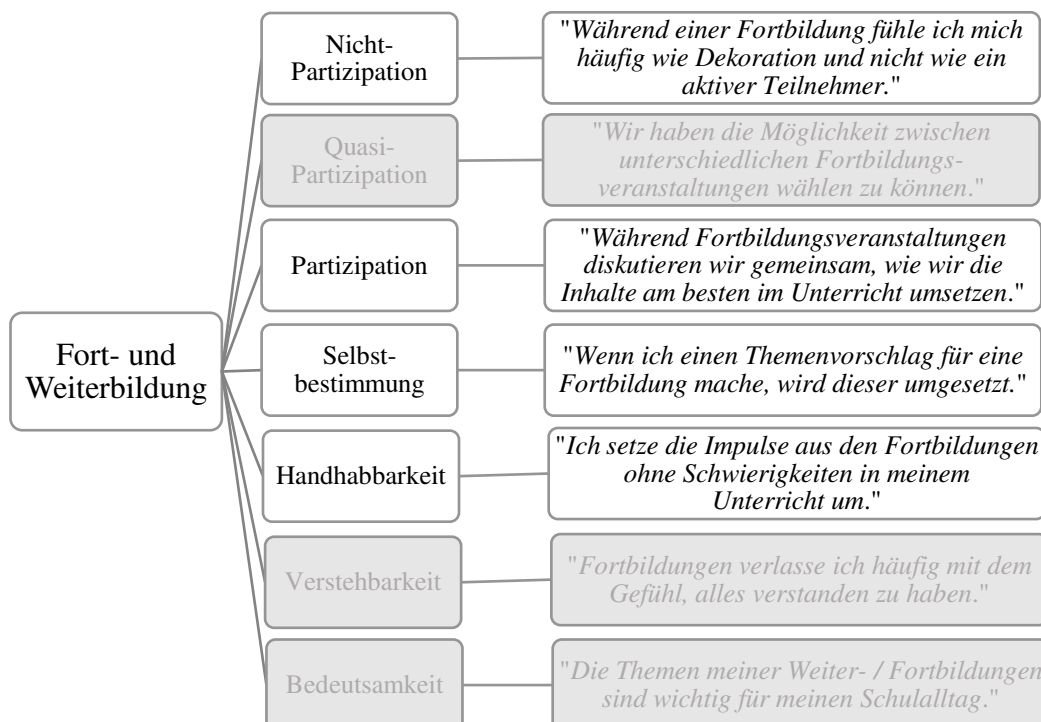 Fort- und
Weiterbildung
Nicht-
Partizipation
"Während einer Fortbildung fühle ich mich
häufig wie Dekoration und nicht wie ein
aktiver Teilnehmer."
Quasi-
Partizipation
"Wir haben die Möglichkeit zwischen
unterschiedlichen Fortbildungs-
veranstaltungen wählen zu können."
Partizipation
"Während Fortbildungsveranstaltungen
diskutieren wir gemeinsam, wie wir die
Inhalte am besten im Unterricht umsetzen."
Selbst-
bestimmung
"Wenn ich einen Themenvorschlag für eine
Fortbildung mache, wird dieser umgesetzt."
Handhabbarkeit
"Ich setze die Impulse aus den Fortbildungen
ohne Schwierigkeiten in meinem
Unterricht um."
Verstehbarkeit
"Fortbildungen verlasse ich häufig mit dem
Gefühl, alles verstanden zu haben."
Bedeutsamkeit
"Die Themen meiner Weiter- / Fortbildungen
sind wichtig für meinen Schulalltag."